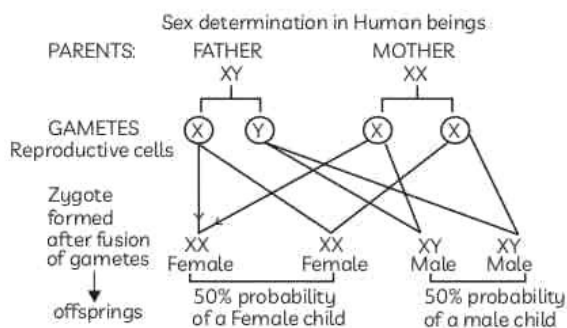 Sex determination in Human beings
PARENTS: FATHER MOTHER
XY XX
GAMETES X Y X X
Reproductive cells
Zygote
formed
after fusion
of gametes
XX XX XY XY
Female Female Male Male
offsprings
50% probability 50% probability
of a Female child of a male child